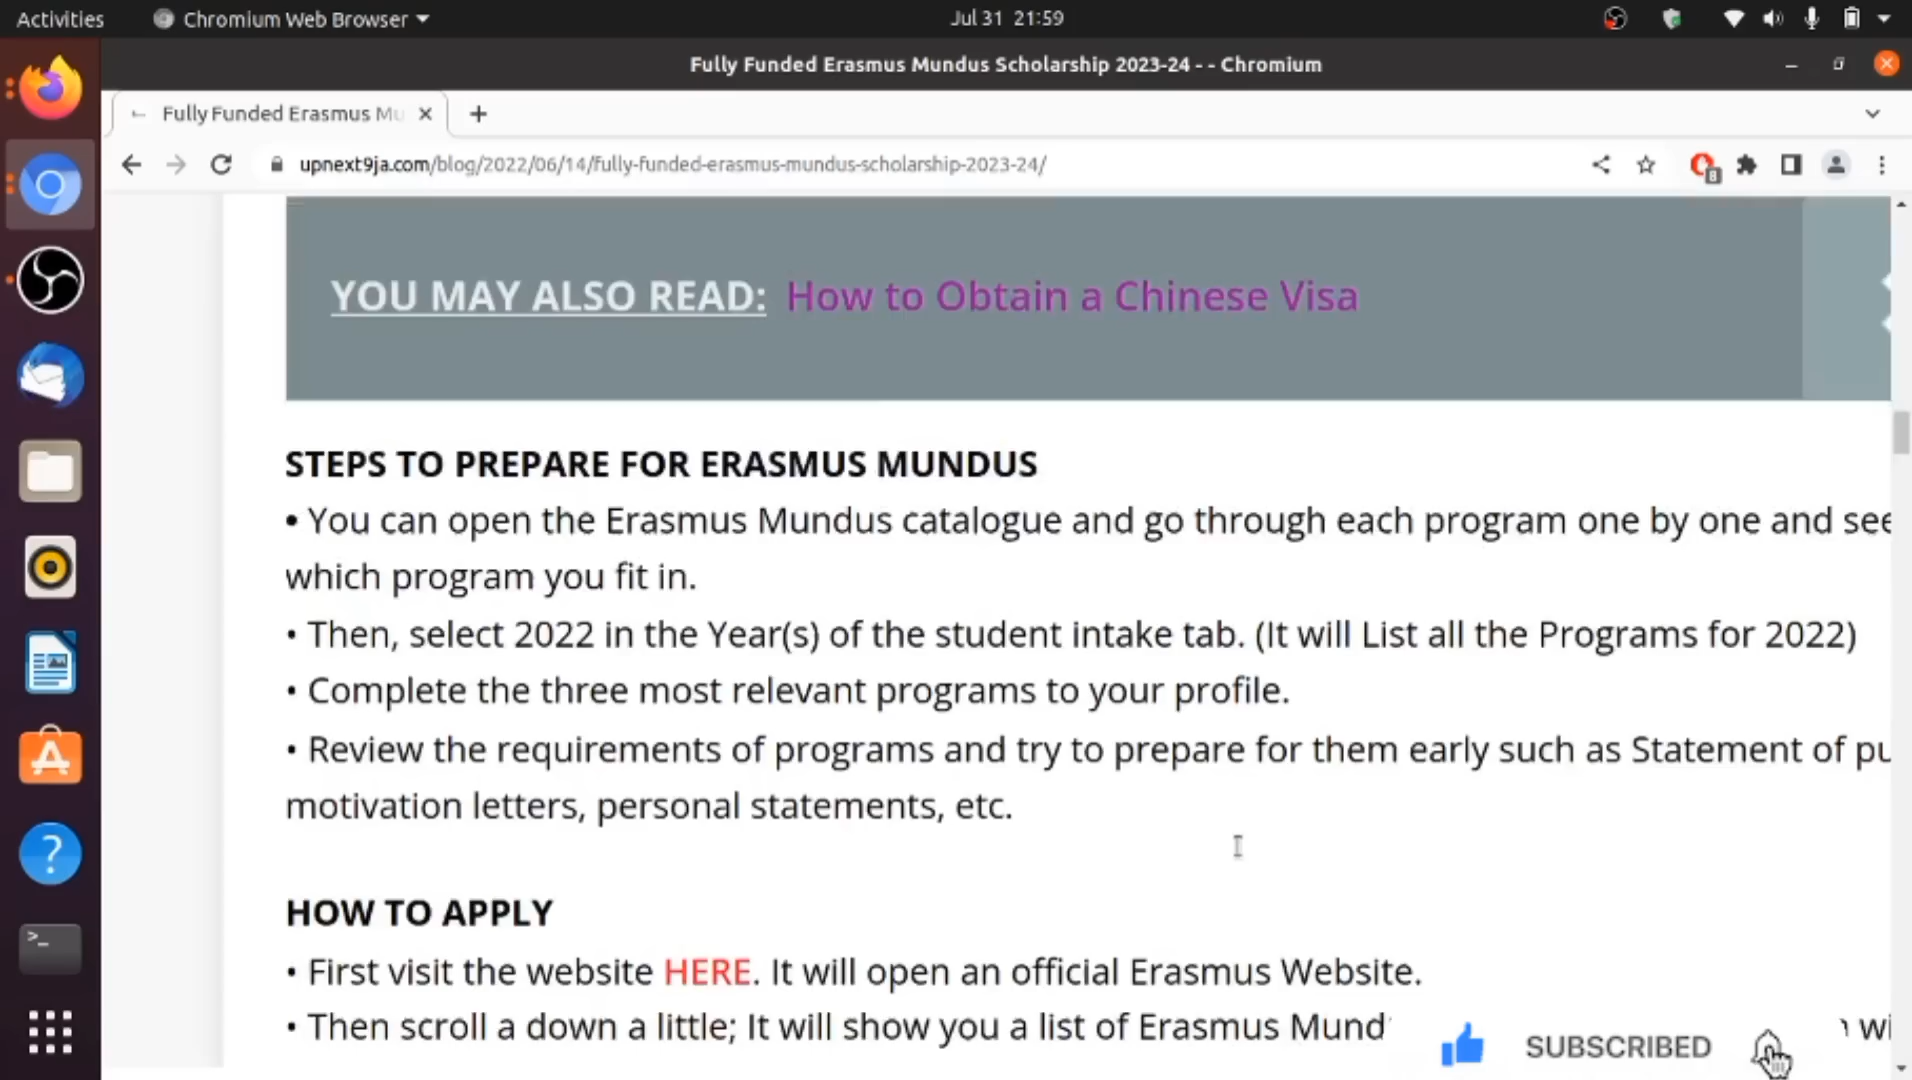 Activities Chromium Web Browser Jul 31 21:59
Fully Funded Erasmus Mundus Scholarship 2023-24 - - Chromium
Fully Funded Erasmus Mu
upnext9ja.com/blog/2022/06/14/fully-funded-erasmus-mundus-scholarship-2023-24/
8
YOU MAY ALSO READ: How to Obtain a Chinese Visa
STEPS TO PREPARE FOR ERASMUS MUNDUS
• You can open the Erasmus Mundus catalogue and go through each program one by one and see
which program you fit in.
• Then, select 2022 in the Year(s) of the student intake tab. (It will List all the Programs for 2022)
• Complete the three most relevant programs to your profile.
• Review the requirements of programs and try to prepare for them early such as Statement of pu
motivation letters, personal statements, etc.
HOW TO APPLY
• First visit the website HERE. It will open an official Erasmus Website.
• Then scroll a down a little; It will show you a list of Erasmus Mund
SUBSCRIBED